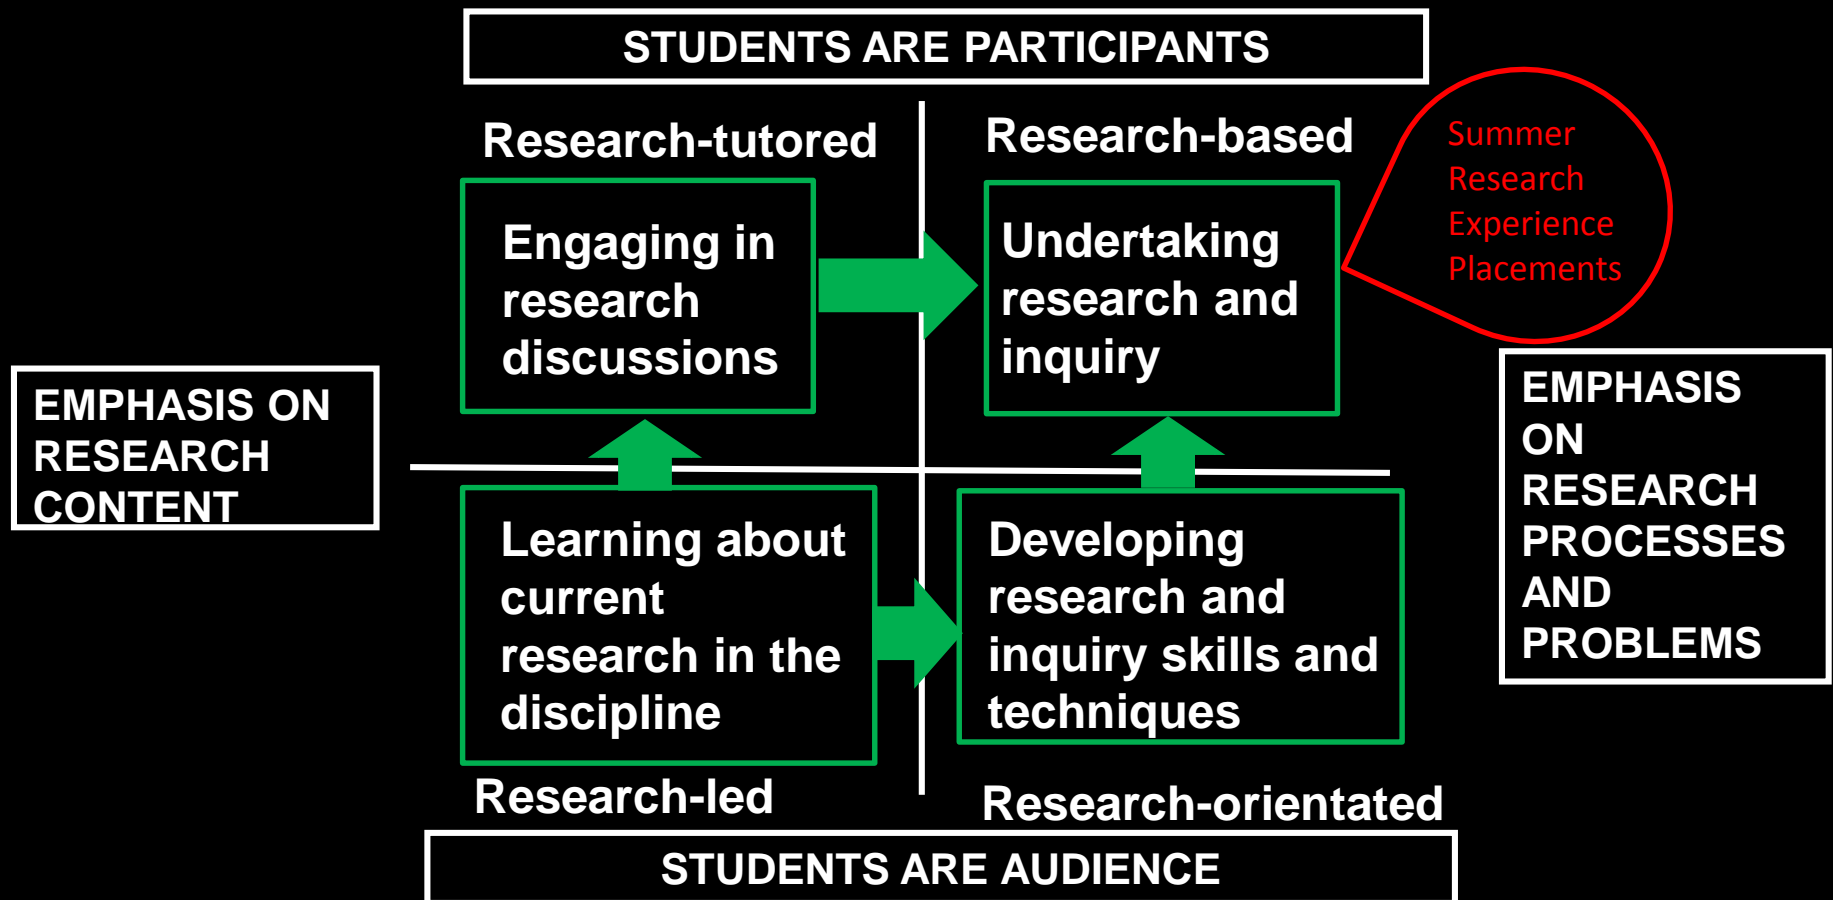 STUDENTS ARE PARTICIPANTS
Research-tutored
Research-based
Summer
Research
Experience
Placements
Engaging in
research
discussions
Undertaking
research and
inquiry
EMPHASIS ON
RESEARCH
CONTENT
EMPHASIS
ON
RESEARCH
PROCESSES
AND
PROBLEMS
Learning about
current
research in the
discipline
Developing
research and
inquiry skills and
techniques
Research-led
Research-orientated
STUDENTS ARE AUDIENCE